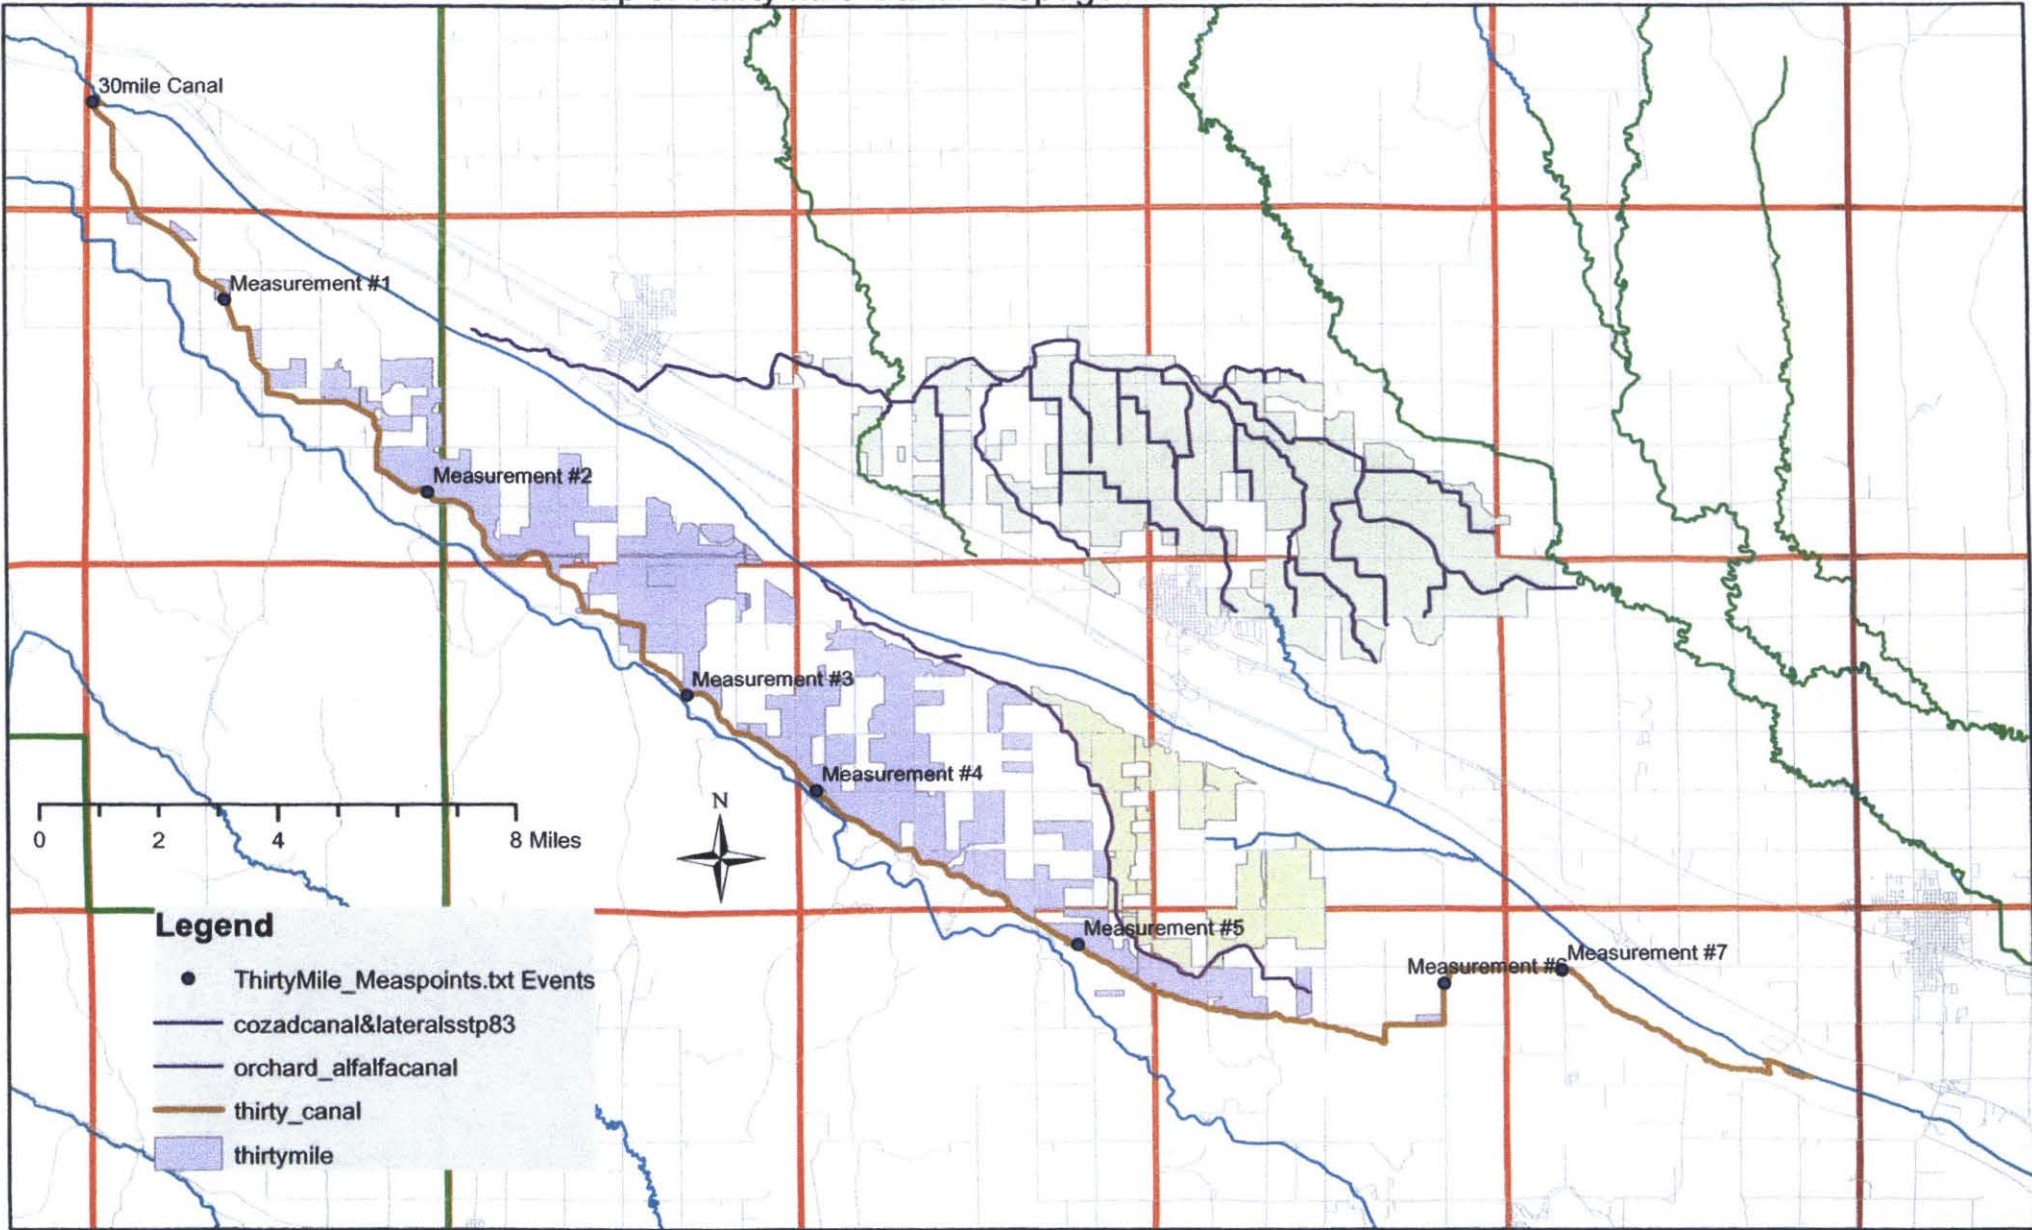 30mile Canal
Measurement #1
Measurement #2
Measurement #3
Measurement #4
Measurement #5
Measurement #6
Measurement #7
N
0 2 4 8 Miles
Legend
ThirtyMile_Measpoints.txt Events
cozadcanal&lateralsstp83
orchard_alfalfacanal
thirty_canal
thirtymile